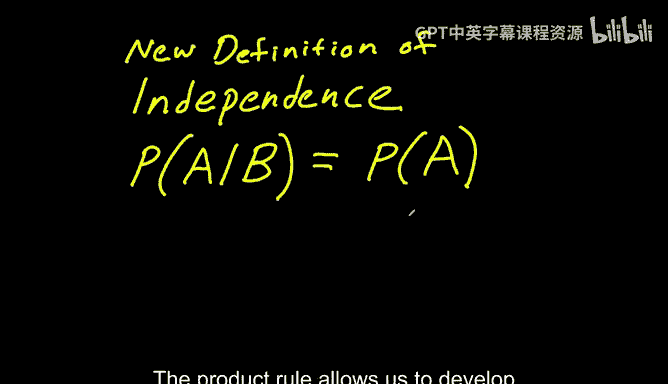 GPT中英字幕课程资源 bilibili
New Definition of
Independence
P(A|B) = P(A)
The product rule allows us to develop